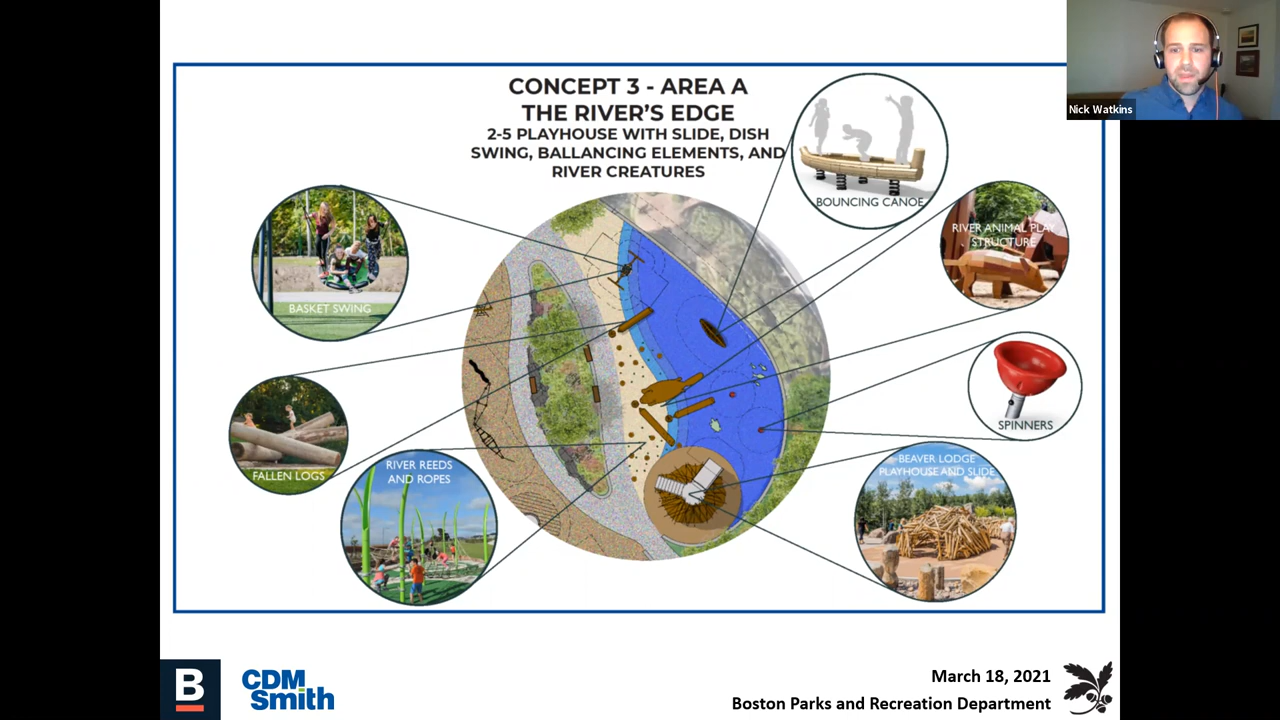 CONCEPT 3 - AREA A
THE RIVER'S EDGE
2-5 PLAYHOUSE WITH SLIDE, DISH
SWING, BALLANCING ELEMENTS, AND
RIVER CREATURES
Nick Watkins
BOUNCING CANOE
BASKET SWING
RIVER ANIMAL PLAY
STRUCTURE
SPINNERS
FALLEN LOGS
RIVER REEDS
AND ROPES
BEAVER LODGE
PLAYHOUSE AND SLIDE
B
CDM
Smith
March 18, 2021
Boston Parks and Recreation Department